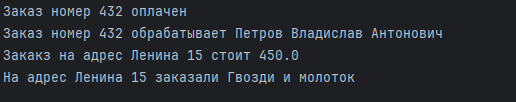 Заказ номер 432 оплачен
Заказ номер 432 обрабатывает Петров Владислав Антонович
Закакз на адрес Ленина 15 стоит 450.0
На адрес Ленина 15 заказали Гвозди и молоток